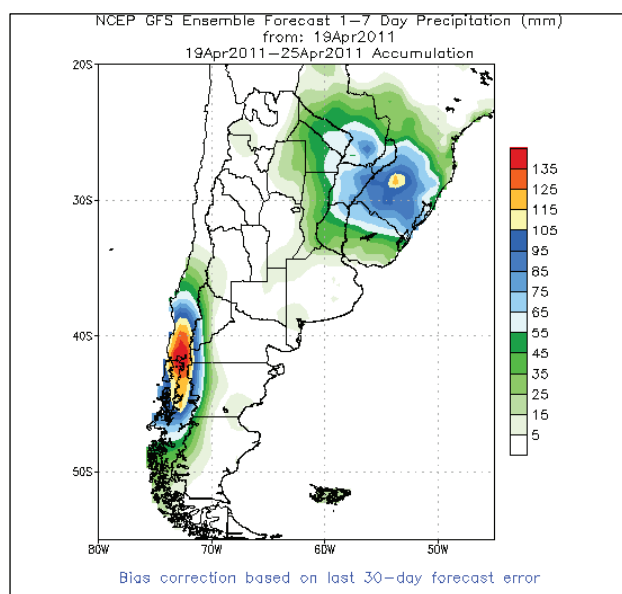 NCEP GFS Ensemble Forecast 1-7 Day Precipitation (mm)
from: 19Apr2011
19Apr2011-25Apr2011 Accumulation
20S
30S
40S
50S
80W
70W
60W
50W
135
125
115
105
95
85
75
65
55
45
35
25
15
5
Bias correction based on last 30-day forecast error